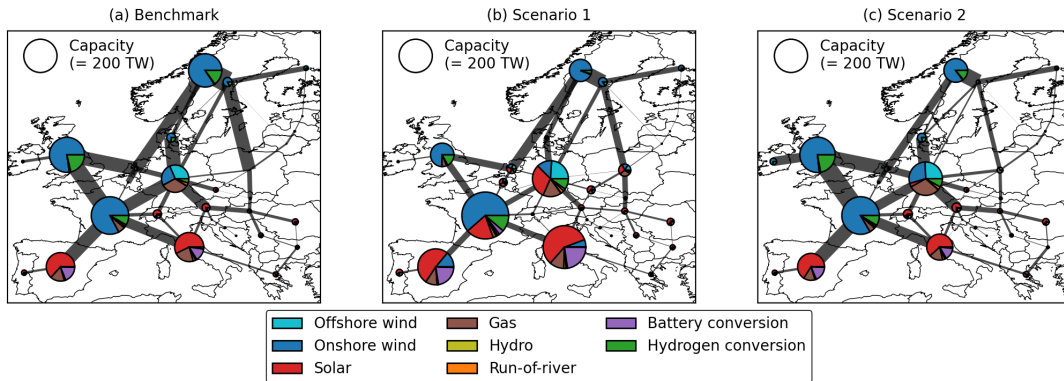 (a) Benchmark
(b) Scenario 1
(c) Scenario 2
Capacity
(= 200 TW)
Capacity
(= 200 TW)
Capacity
(= 200 TW)
Offshore wind
Onshore wind
Solar
Gas
Hydro
Run-of-river
Battery conversion
Hydrogen conversion